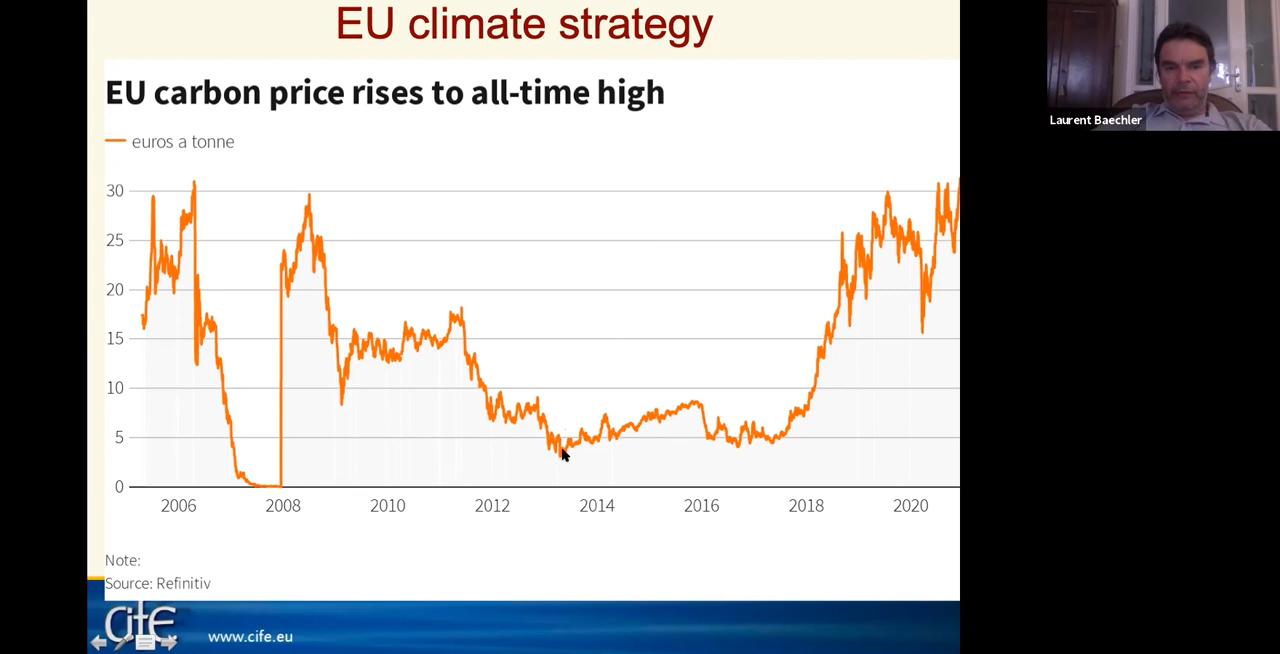 EU climate strategy
EU carbon price rises to all-time high
euros a tonne
30
25
20
15
10
5
0
2006 2008 2010 2012 2014 2016 2018 2020
Note:
Source: Refinitiv
cife
www.cife.eu
Laurent Baechler